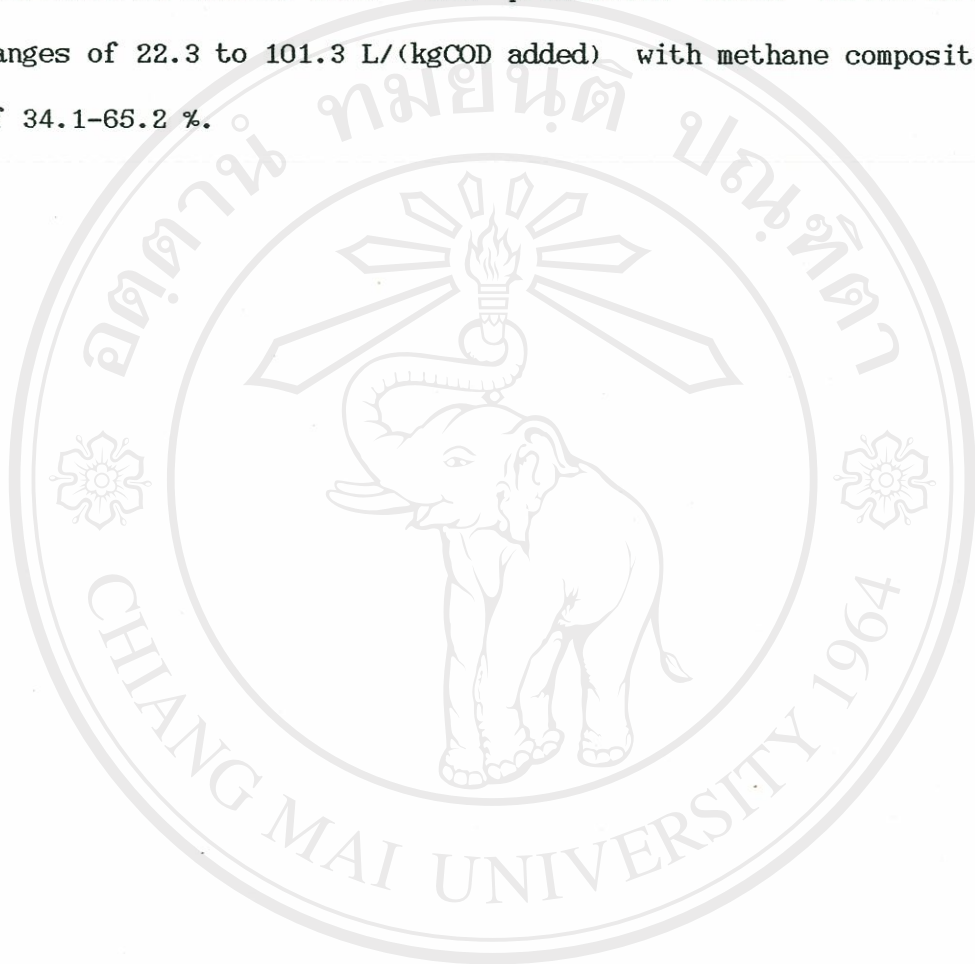 anges of 22.3 to 101.3 L/(kgCOD added) with methane composit
34.1-65.2 %.
อตฺตานํ ทมยนฺติ ปณฺฑิตา
CHIANG MAI UNIVERSITY 1964